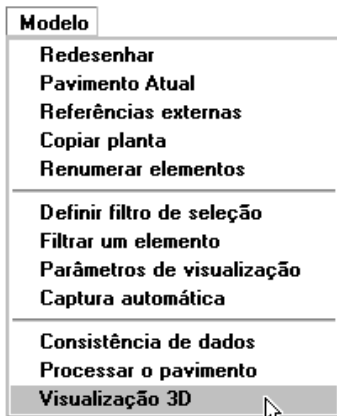 Modelo
Redesenhar
Pavimento Atual
Referências externas
Copiar planta
Renumerar elementos
Definir filtro de seleção
Filtrar um elemento
Parâmetros de visualização
Captura automática
Consistência de dados
Processar o pavimento
Visualização 3D